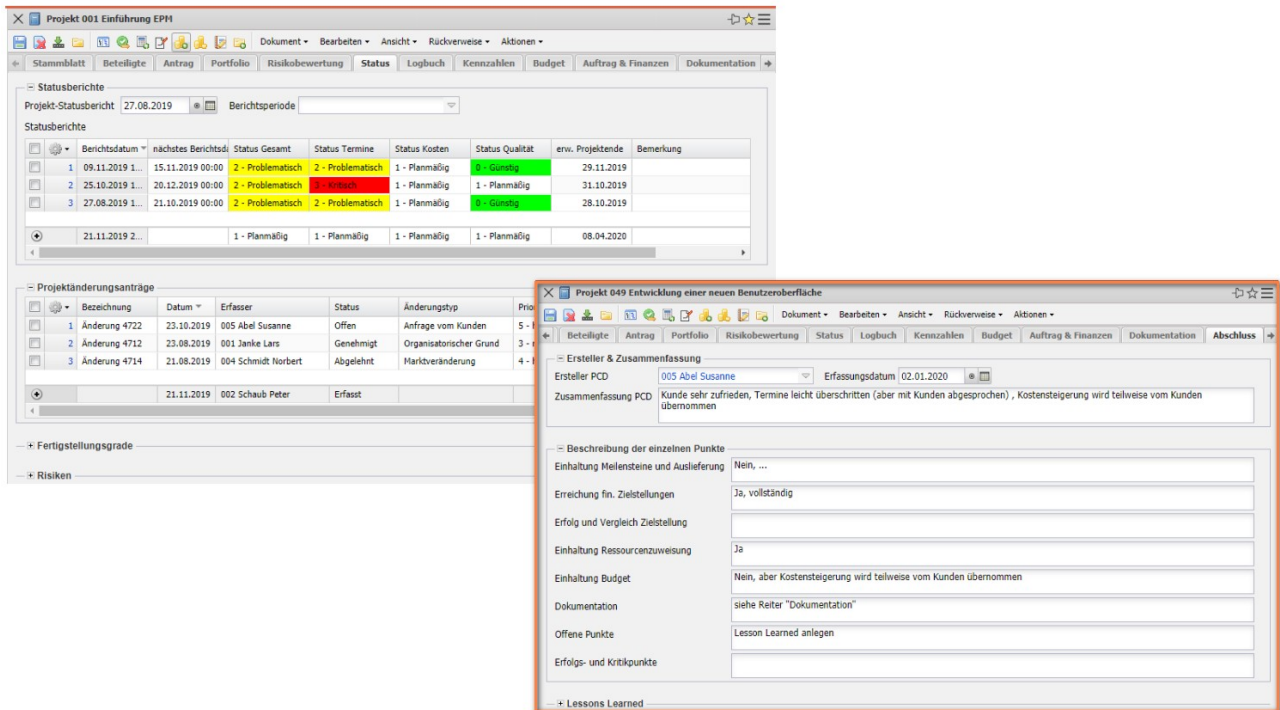 Projekt 001 Einführung EPM
Dokument Bearbeiten Ansicht Rückverweise Aktionen
Stammblatt Beteiligte Antrag Portfolio Risikobewertung Status Logbuch Kennzahlen Budget Auftrag & Finanzen Dokumentation
Statusberichte
Projekt-Statusbericht 27.08.2019 Berichtsperiode
Statusberichte
Berichtsdatum nächstes Berichtsda Status Gesamt Status Termine Status Kosten Status Qualität erw. Projektende Bemerkung
1 09.11.2019 1... 15.11.2019 00:00 2 - Problematisch 2 - Problematisch 1 - Planmäßig 0 - Günstig 29.11.2019
2 25.10.2019 1... 20.12.2019 00:00 2 - Problematisch 3 - Kritisch 1 - Planmäßig 1 - Planmäßig 31.10.2019
3 27.08.2019 1... 21.10.2019 00:00 2 - Problematisch 2 - Problematisch 1 - Planmäßig 0 - Günstig 28.10.2019
21.11.2019 2... 1 - Planmäßig 1 - Planmäßig 1 - Planmäßig 1 - Planmäßig 08.04.2020
Projektänderungsanträge
Bezeichnung Datum Erfasser Status Änderungstyp Prio
1 Änderung 4722 23.10.2019 005 Abel Susanne Offen Anfrage vom Kunden 5 -
2 Änderung 4712 23.08.2019 001 Janke Lars Genehmigt Organisatorischer Grund 3 -
3 Änderung 4714 21.08.2019 004 Schmidt Norbert Abgelehnt Marktveränderung 4 -
21.11.2019 002 Schaub Peter Erfasst
Fertigstellungsgrade
Risiken
Projekt 049 Entwicklung einer neuen Benutzeroberfläche
Dokument Bearbeiten Ansicht Rückverweise Aktionen
Beteiligte Antrag Portfolio Risikobewertung Status Logbuch Kennzahlen Budget Auftrag & Finanzen Dokumentation Abschluss
Ersteller & Zusammenfassung
Ersteller PCD 005 Abel Susanne Erfassungsdatum 02.01.2020
Zusammenfassung PCD Kunde sehr zufrieden, Termine leicht überschritten (aber mit Kunden abgesprochen) , Kostensteigerung wird teilweise vom Kunden
übernommen
Beschreibung der einzelnen Punkte
Einhaltung Meilensteine und Auslieferung Nein, ...
Erreichung fin. Zielstellungen Ja, vollständig
Erfolg und Vergleich Zielstellung
Einhaltung Ressourcenzuweisung Ja
Einhaltung Budget Nein, aber Kostensteigerung wird teilweise vom Kunden übernommen
Dokumentation siehe Reiter "Dokumentation"
Offene Punkte Lesson Learned anlegen
Erfolgs- und Kritikpunkte
Lessons Learned